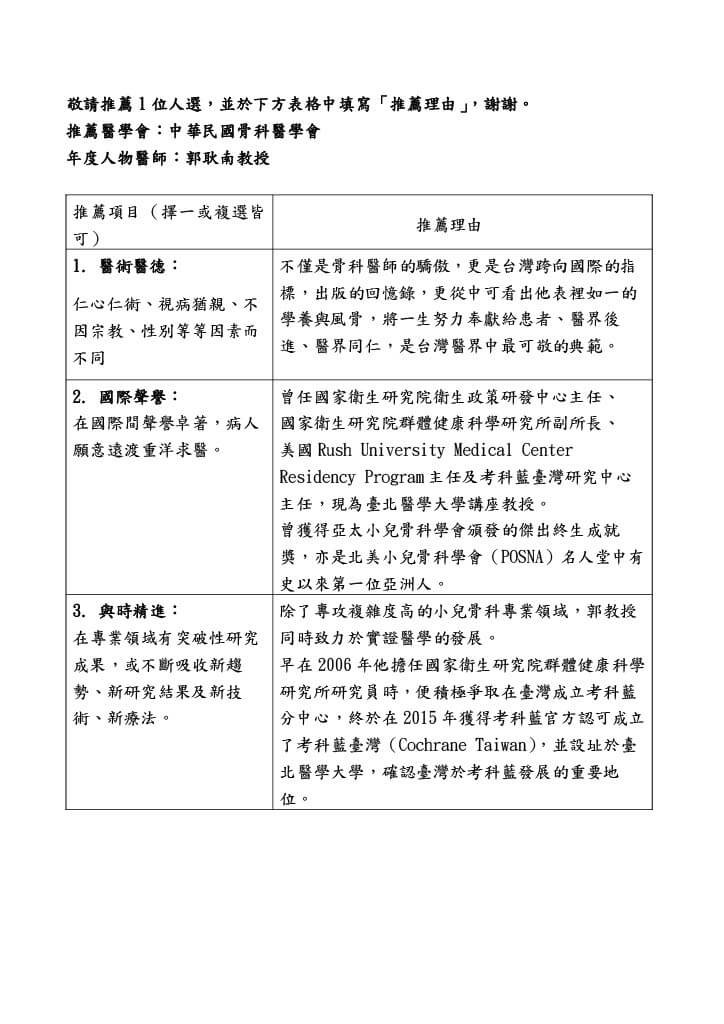 敬請推薦 1 位人選，並於下方表格中填寫「推薦理由」，謝謝。
推薦醫學會：中華民國骨科醫學會
年度人物醫師：郭耿南教授
推薦項目（擇一或複選皆
可）
推薦理由
1. 醫術醫德：
仁心仁術、視病猶親、不
因宗教、性別等等因素而
不同
不僅是骨科醫師的驕傲，更是台灣跨向國際的指
標，出版的回憶錄，更從中可看出他表裡如一的
學養與風骨，將一生努力奉獻給患者、醫界後
進、醫界同仁，是台灣醫界中最可敬的典範。
2. 國際聲譽：
在國際間聲譽卓著，病人
願意遠渡重洋求醫。
曾任國家衛生研究院衛生政策研發中心主任、
國家衛生研究院群體健康科學研究所副所長、
美國 Rush University Medical Center
Residency Program 主任及考科藍臺灣研究中心
主任，現為臺北醫學大學講座教授。
曾獲得亞太小兒骨科學會頒發的傑出終生成就
獎，亦是北美小兒骨科學會（POSNA）名人堂中有
史以來第一位亞洲人。
3. 與時精進：
在專業領域有突破性研究
成果，或不斷吸收新趨
勢、新研究結果及新技
術、新療法。
除了專攻複雜度高的小兒骨科專業領域，郭教授
同時致力於實證醫學的發展。
早在 2006 年他擔任國家衛生研究院群體健康科學
研究所研究員時，便積極爭取在臺灣成立考科藍
分中心，終於在 2015 年獲得考科藍官方認可成立
了考科藍臺灣（Cochrane Taiwan），並設址於臺
北醫學大學，確認臺灣於考科藍發展的重要地
位。